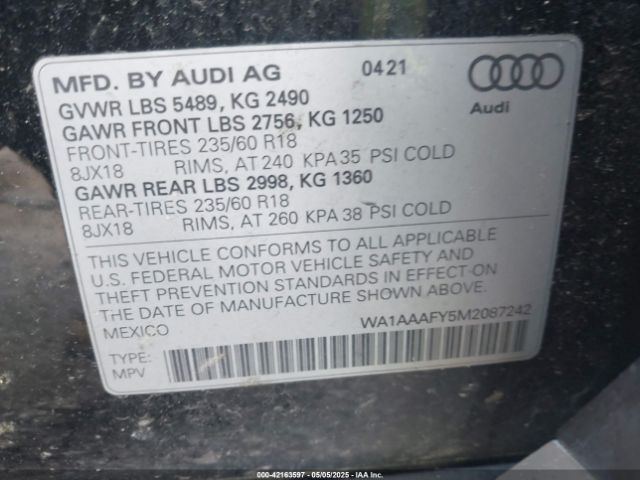 MFD. BY AUDI AG 0421
Audi
GVWR LBS 5489, KG 2490
GAWR FRONT LBS 2756, KG 1250
FRONT-TIRES 235/60 R18
8JX18 RIMS, AT 240 KPA 35 PSI COLD
GAWR REAR LBS 2998, KG 1360
REAR-TIRES 235/60 R18
8JX18 RIMS, AT 260 KPA 38 PSI COLD
THIS VEHICLE CONFORMS TO ALL APPLICABLE
U.S. FEDERAL MOTOR VEHICLE SAFETY AND
THEFT PREVENTION STANDARDS IN EFFECT ON
THE DATE OF MANUFACTURE SHOWN ABOVE.
MEXICO
WA1AAAFY5M2087242
TYPE:
MPV
000-42163597 - 05/05/2025 - IAA Inc.